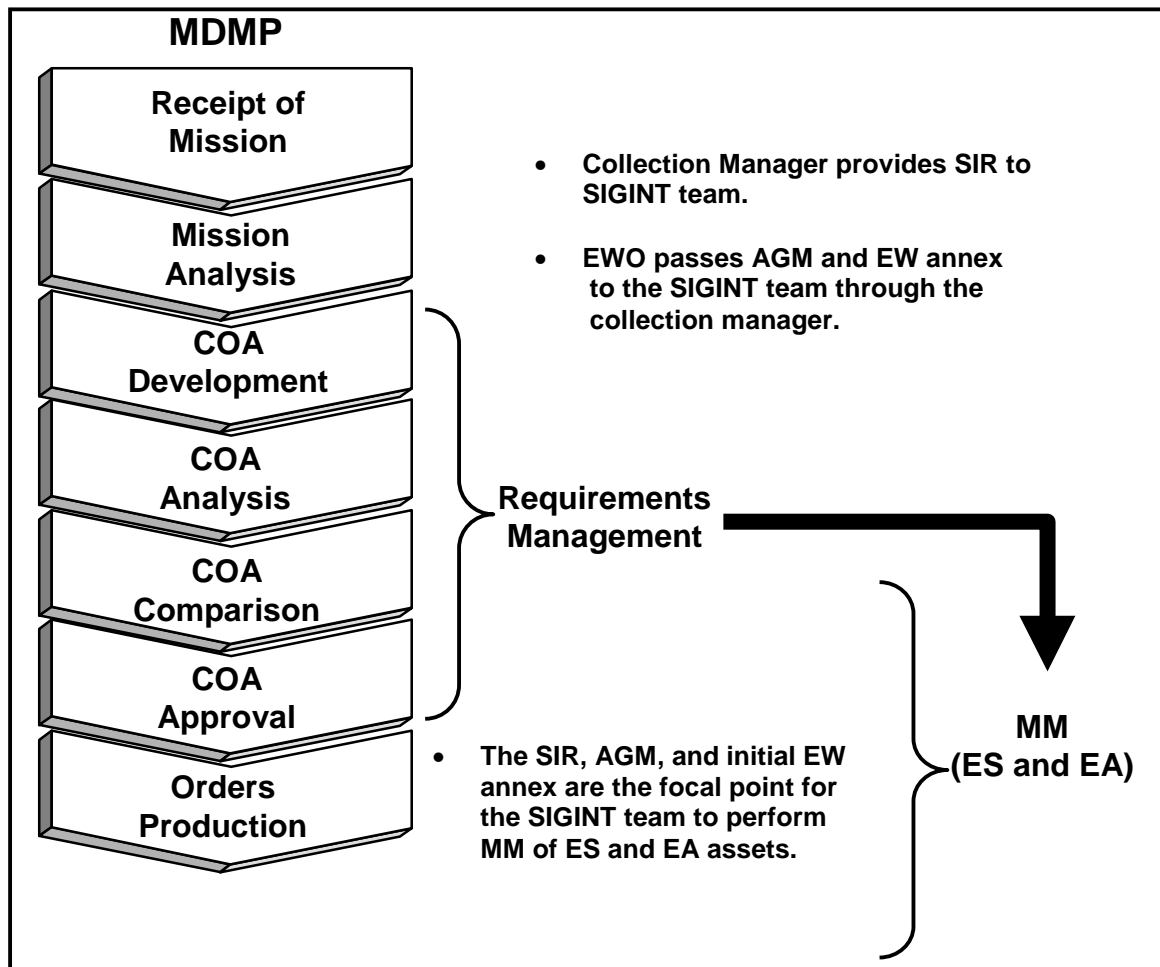 MDMP
Receipt of
Mission
Mission
Analysis
COA
Development
COA
Analysis
COA
Comparison
COA
Approval
Orders
Production
• Collection Manager provides SIR to
SIGINT team.
• EWO passes AGM and EW annex
to the SIGINT team through the
collection manager.
Requirements
Management
• The SIR, AGM, and initial EW
annex are the focal point for
the SIGINT team to perform
MM of ES and EA assets.
MM
(ES and EA)